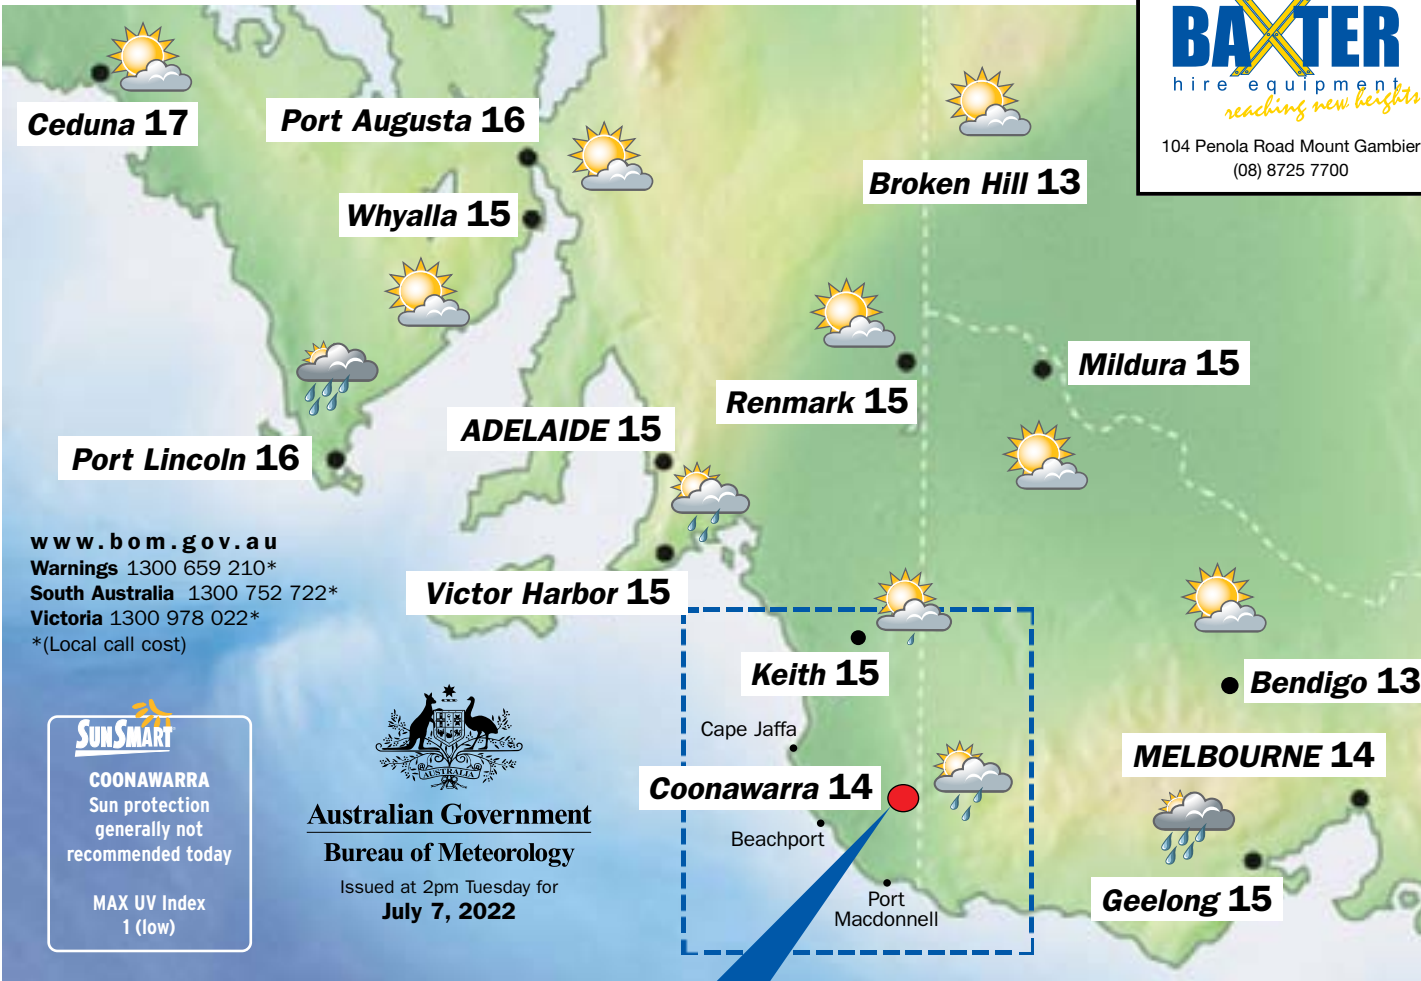 BAXTER
hire equipment
reaching new heights
104 Penola Road Mount Gambier
(08) 8725 7700
Ceduna 17
Port Augusta 16
Whyalla 15
Broken Hill 13
Renmark 15
Mildura 15
ADELAIDE 15
Port Lincoln 16
Victor Harbor 15
www.bom.gov.au
Warnings 1300 659 210*
South Australia 1300 752 722*
Victoria 1300 978 022*
*(Local call cost)
Keith 15
Bendigo 13
Cape Jaffa
MELBOURNE 14
Coonawarra 14
Beachport
Geelong 15
Port
Macdonnell
SUNSMART
COONAWARRA
Sun protection
generally not
recommended today
MAX UV Index
1 (low)
AUSTRALIA
Australian Government
Bureau of Meteorology
Issued at 2pm Tuesday for
July 7, 2022